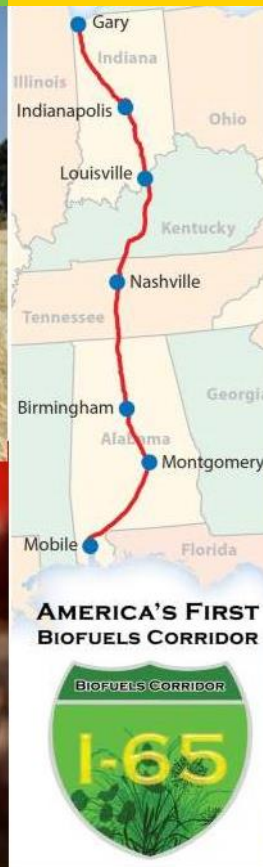 Gary
Indiana
Illinois
Indianapolis
Ohio
Louisville
Kentucky
Nashville
Tennessee
Georgia
Birmingham
Alabama
Montgomery
Mobile
Florida
AMERICA'S FIRST
BIOFUELS CORRIDOR
BIOFUELS CORRIDOR
I-65